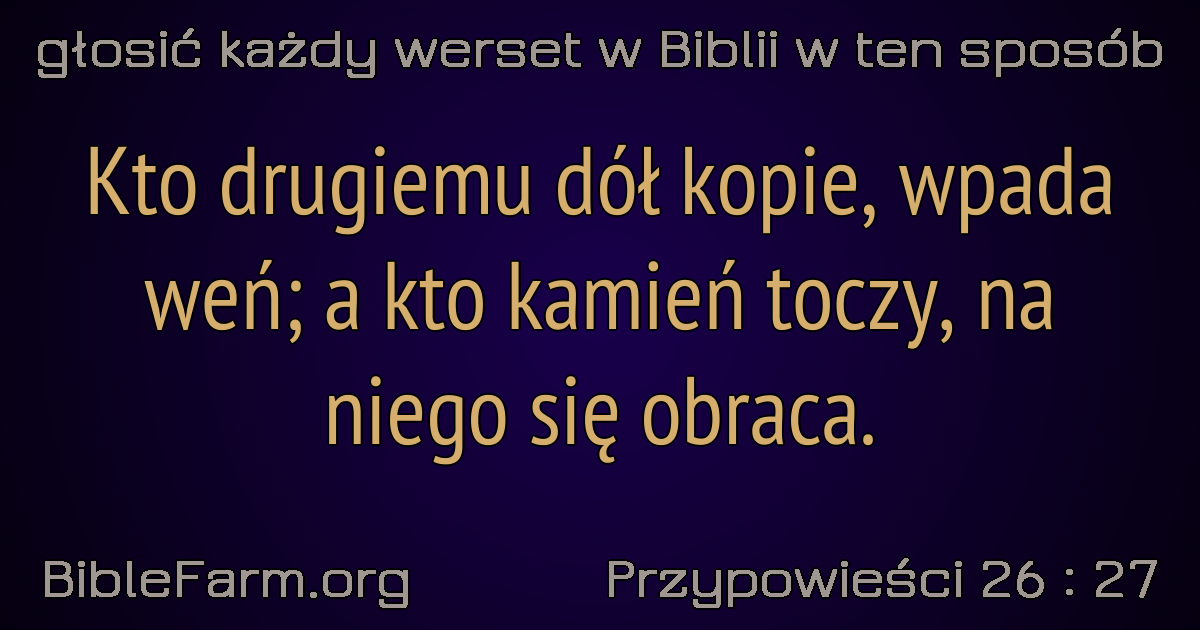 głosić każdy werset w Biblii w ten sposób
Kto drugiemu dół kopie, wpada
weń; a kto kamień toczy, na
niego się obraca.
BibleFarm.org
Przypowieści 26 : 27